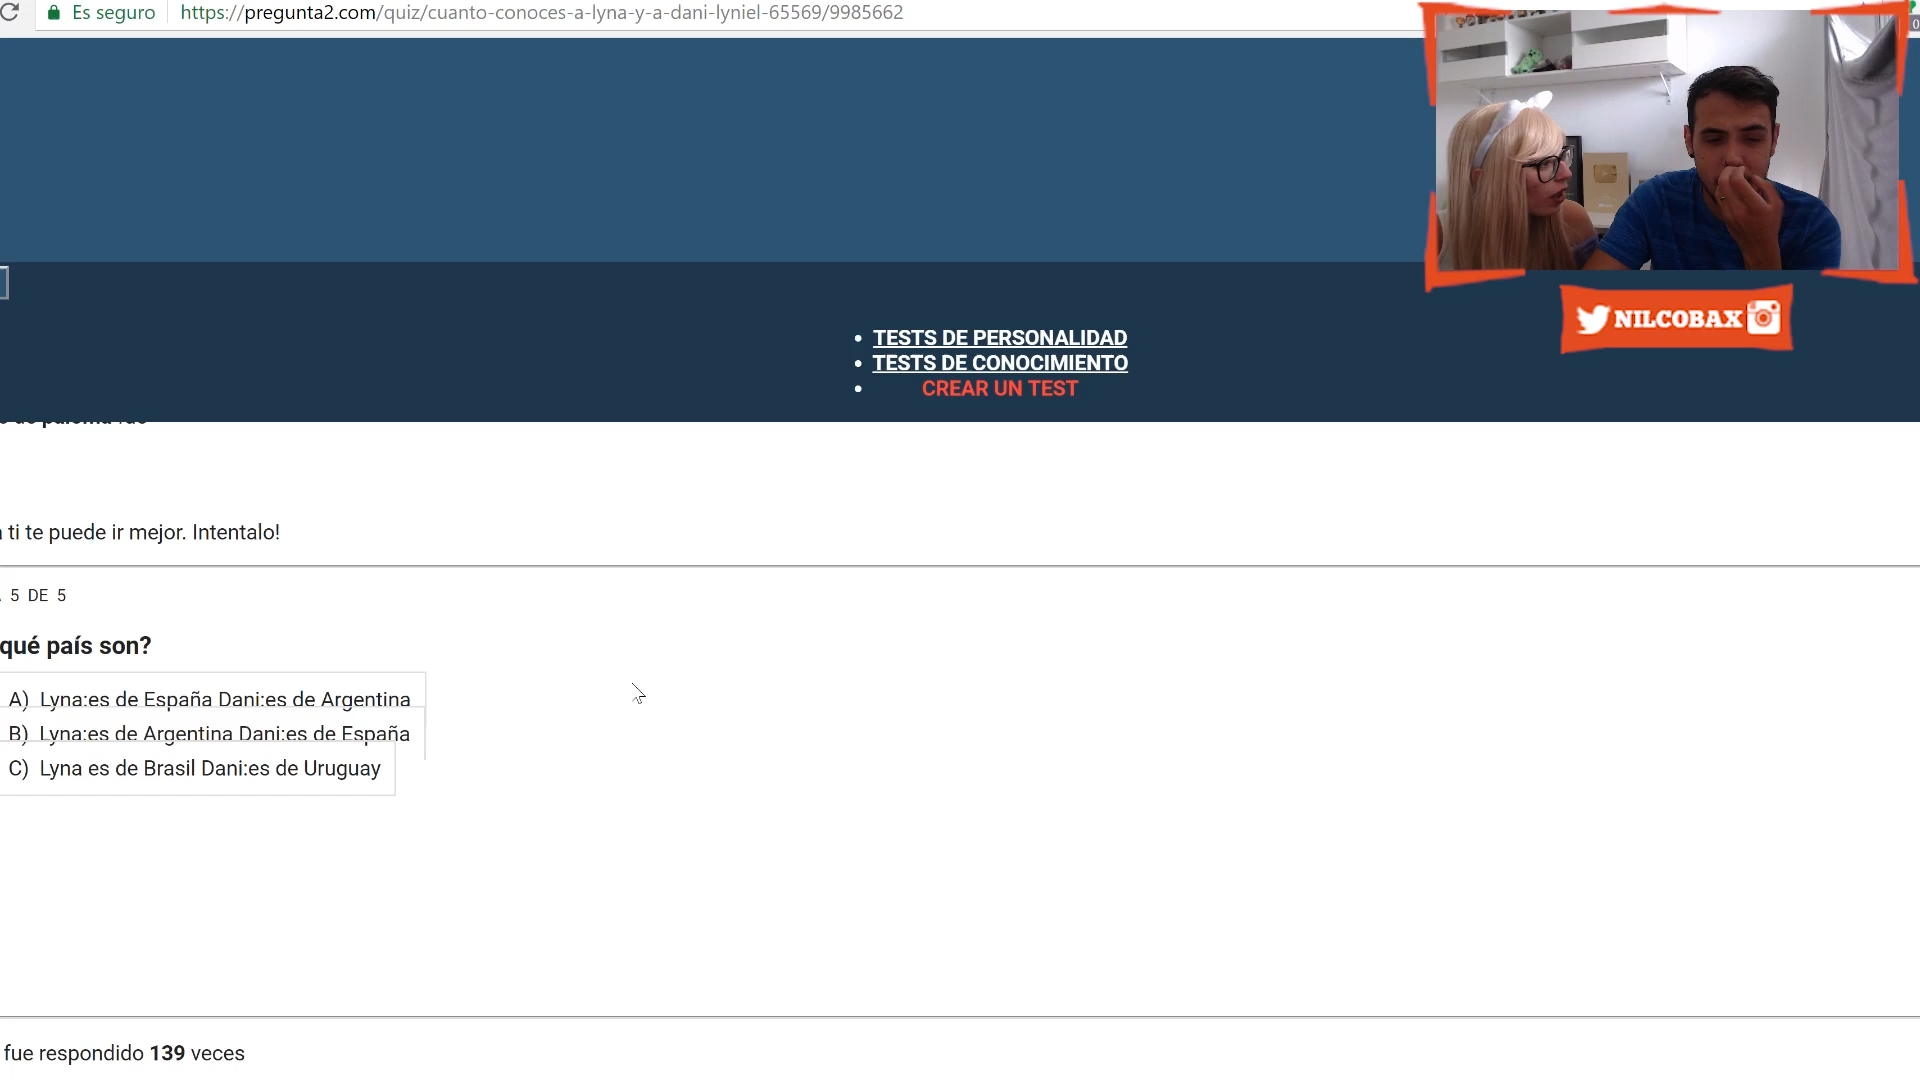 Es seguro
https://pregunta2.com/quiz/cuanto-conoces-a-lyna-y-a-dani-lyniel-65569/9985662
NILCOBAX
TESTS DE PERSONALIDAD
TESTS DE CONOCIMIENTO
CREAR UN TEST
ti te puede ir mejor. Intentalo!
5 DE 5
qué país son?
A) Lyna:es de España Dani:es de Argentina
B) Lyna:es de Argentina Dani:es de España
C) Lyna es de Brasil Dani:es de Uruguay
fue respondido 139 veces